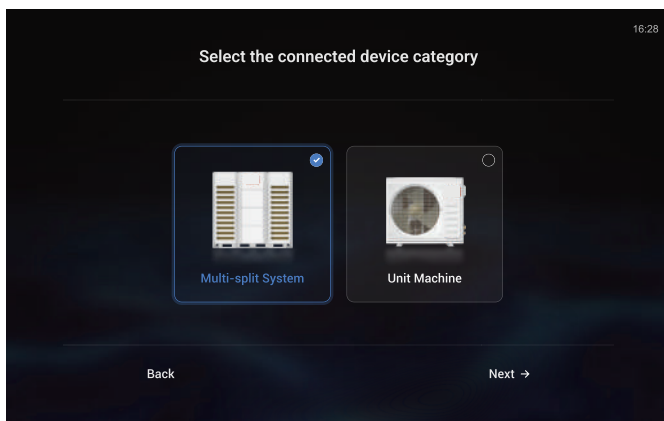 16:28
Select the connected device category
Multi-split System
Unit Machine
Back
Next →